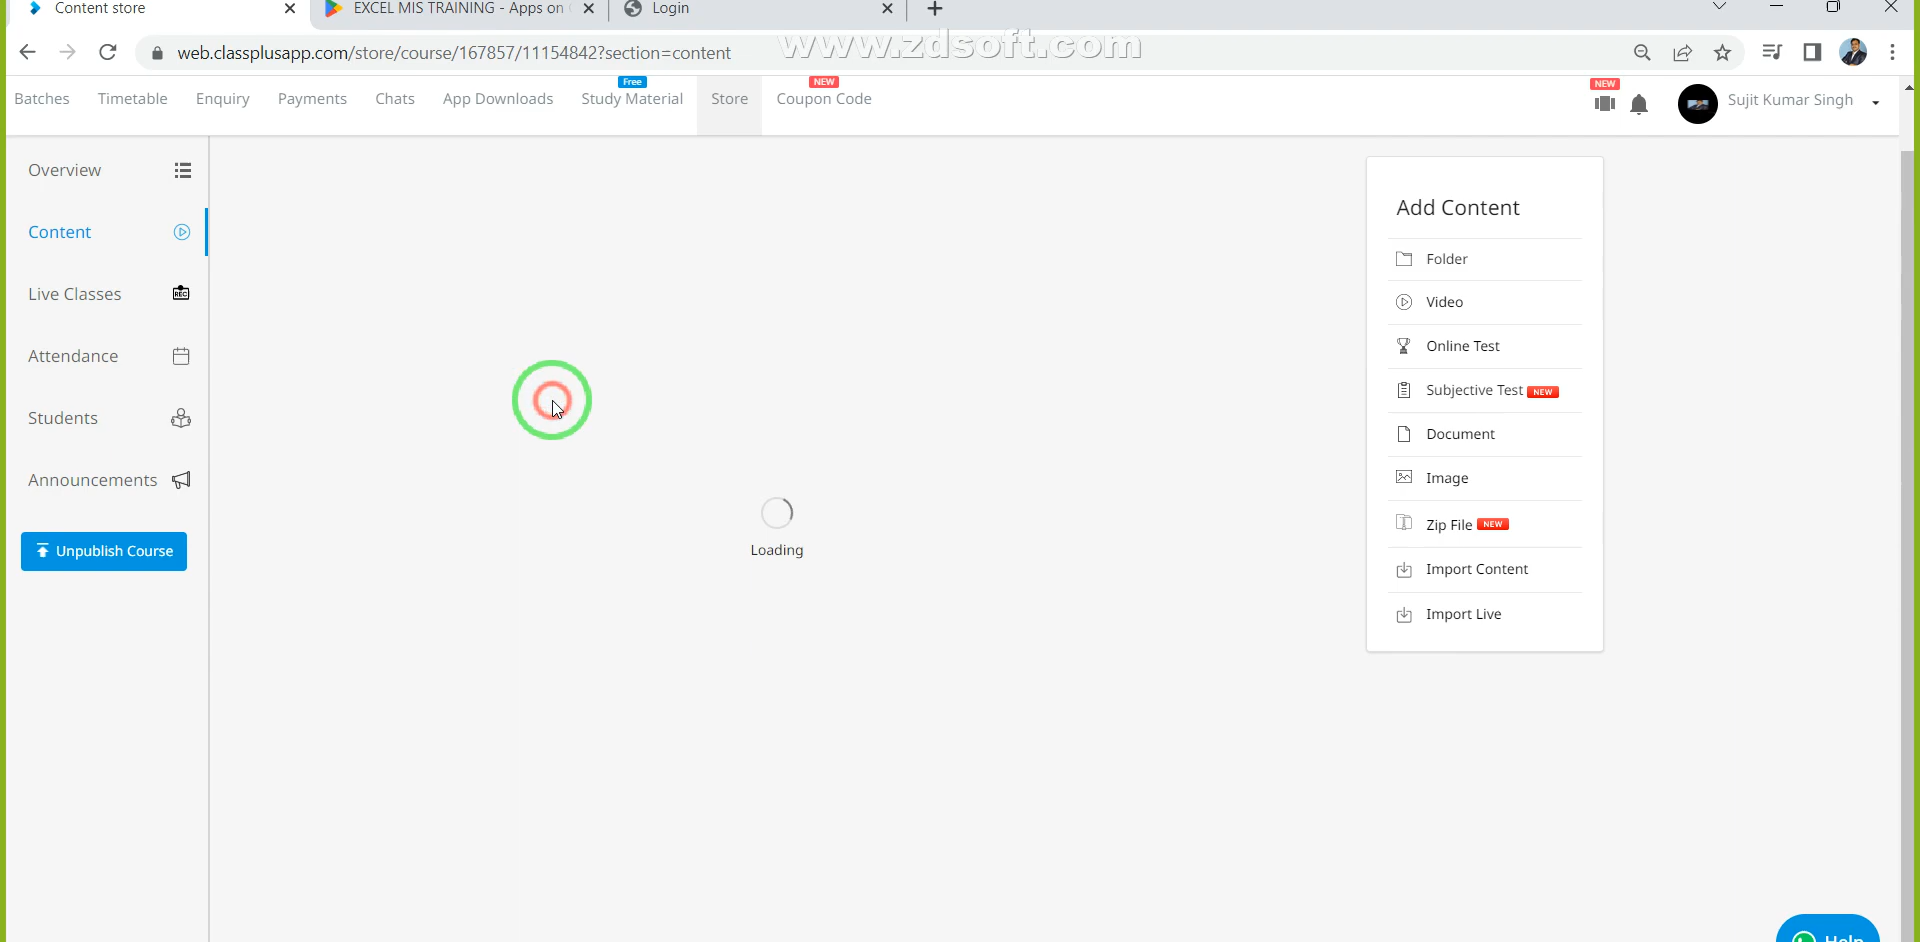 Content store
EXCEL MIS TRAINING - Apps on
Login
web.classplusapp.com/store/course/167857/11154842?section=content
www.zdsoft.com
Batches
Timetable
Enquiry
Payments
Chats
App Downloads
Free
Study Material
Store
NEW
Coupon Code
NEW
Sujit Kumar Singh
Overview
Content
Live Classes
REC
Attendance
Students
Announcements
Unpublish Course
Loading
Add Content
Folder
Video
Online Test
Subjective Test NEW
Document
Image
Zip File NEW
Import Content
Import Live
Help